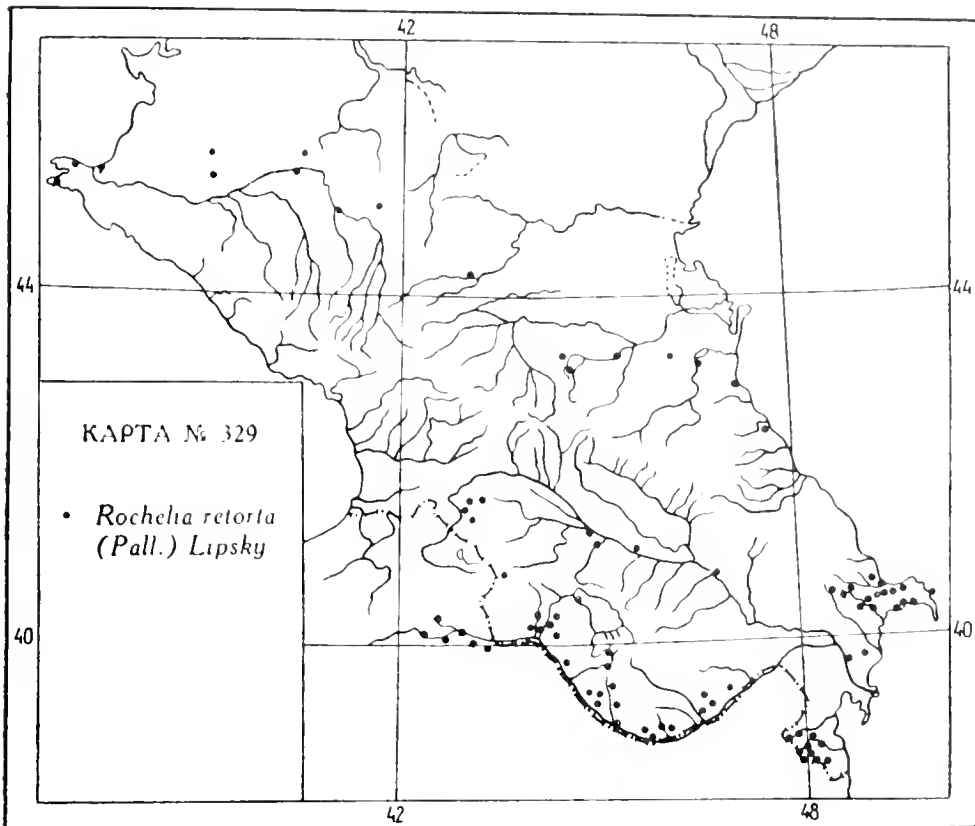 42 48
44 44
КАРТА № 329
• Rochelia retorta
(Pall.) Lipsky
40 40
42 48